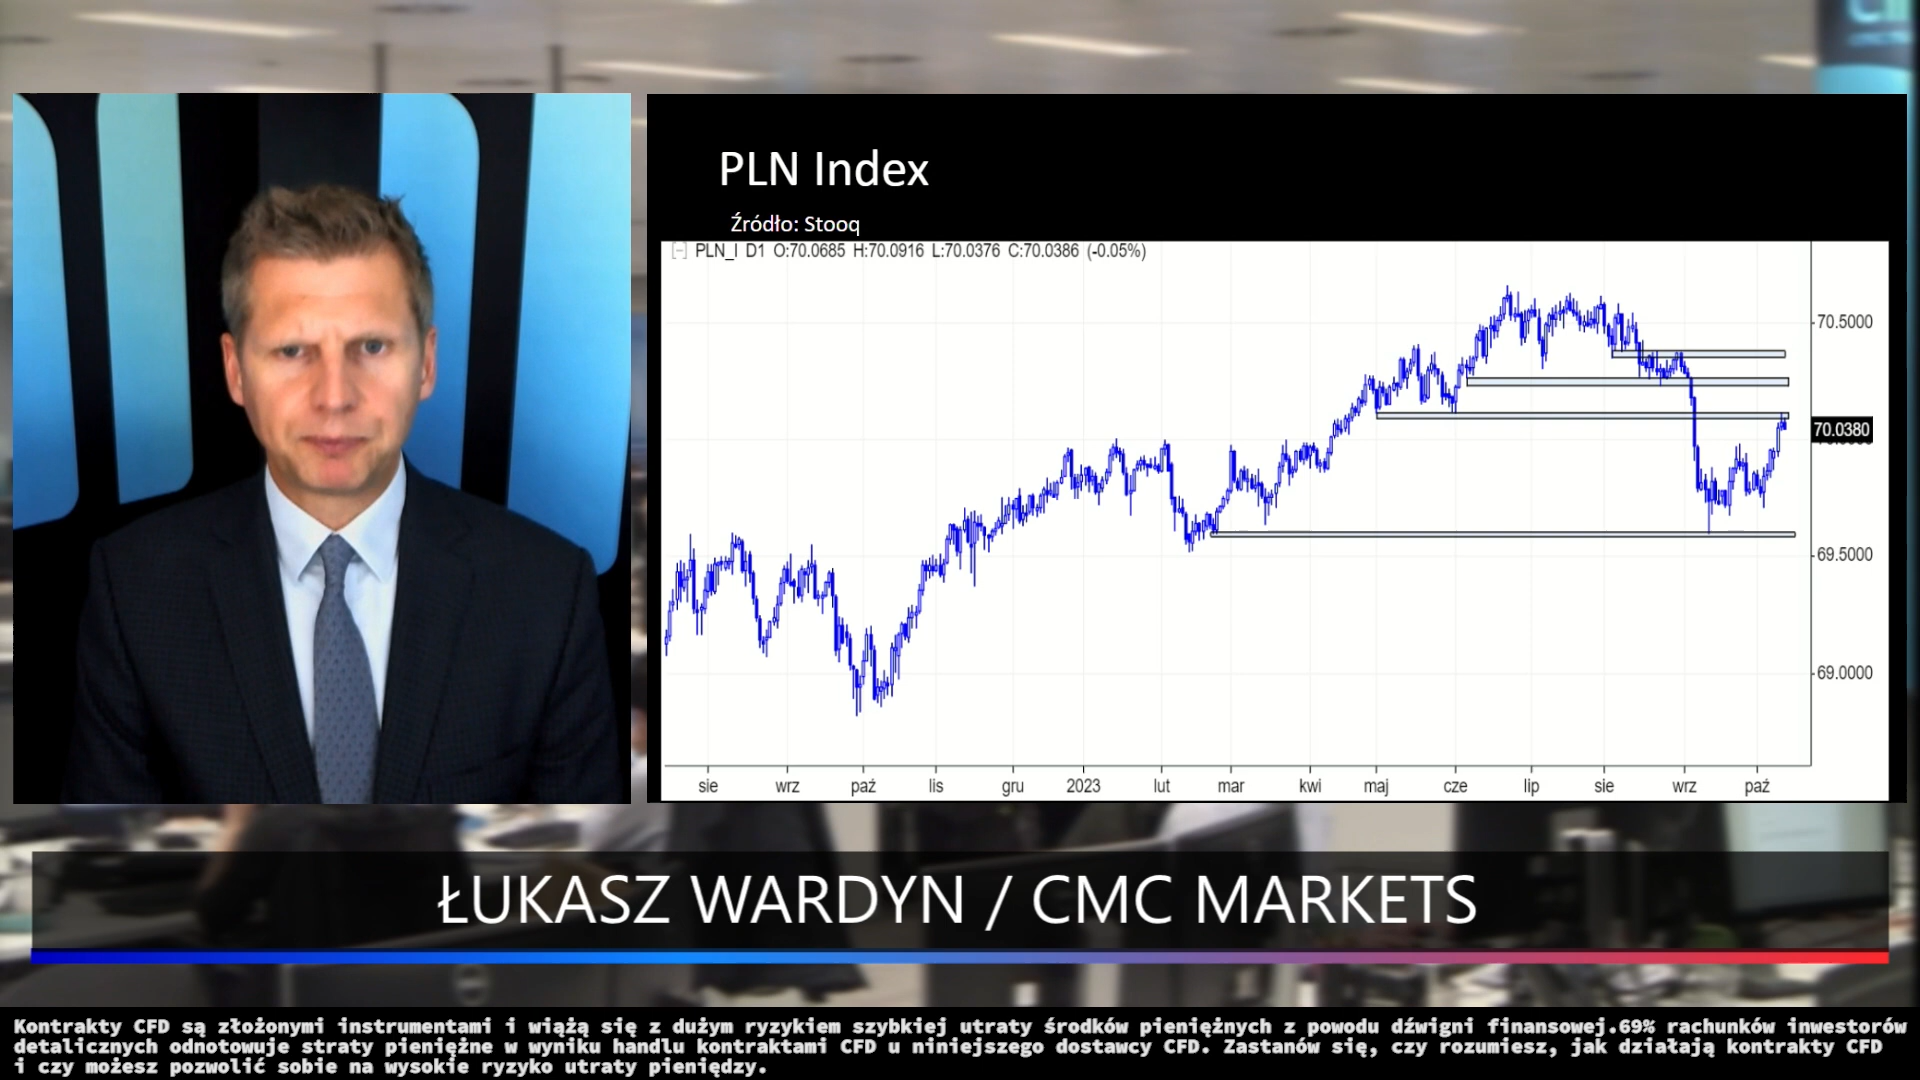 PLN Index
Źródło: Stooq
PLN_I D1 O:70.0685 H:70.0916 L:70.0376 C:70.0386 (-0.05%)
70.5000
70.0380
69.5000
69.0000
sie wrz paź lis gru 2023 lut mar kwi maj cze lip sie wrz paź
ŁUKASZ WARDYN / CMC MARKETS
Kontrakty CFD są złożonymi instrumentami i wiążą się z dużym ryzykiem szybkiej utraty środków pieniężnych z powodu dźwigni finansowej.69% rachunków inwestorów
detalicznych odnotowuje straty pieniężne w wyniku handlu kontraktami CFD u niniejszego dostawcy CFD. Zastanów się, czy rozumiesz, jak działają kontrakty CFD
i czy możesz pozwolić sobie na wysokie ryzyko utraty pieniędzy.